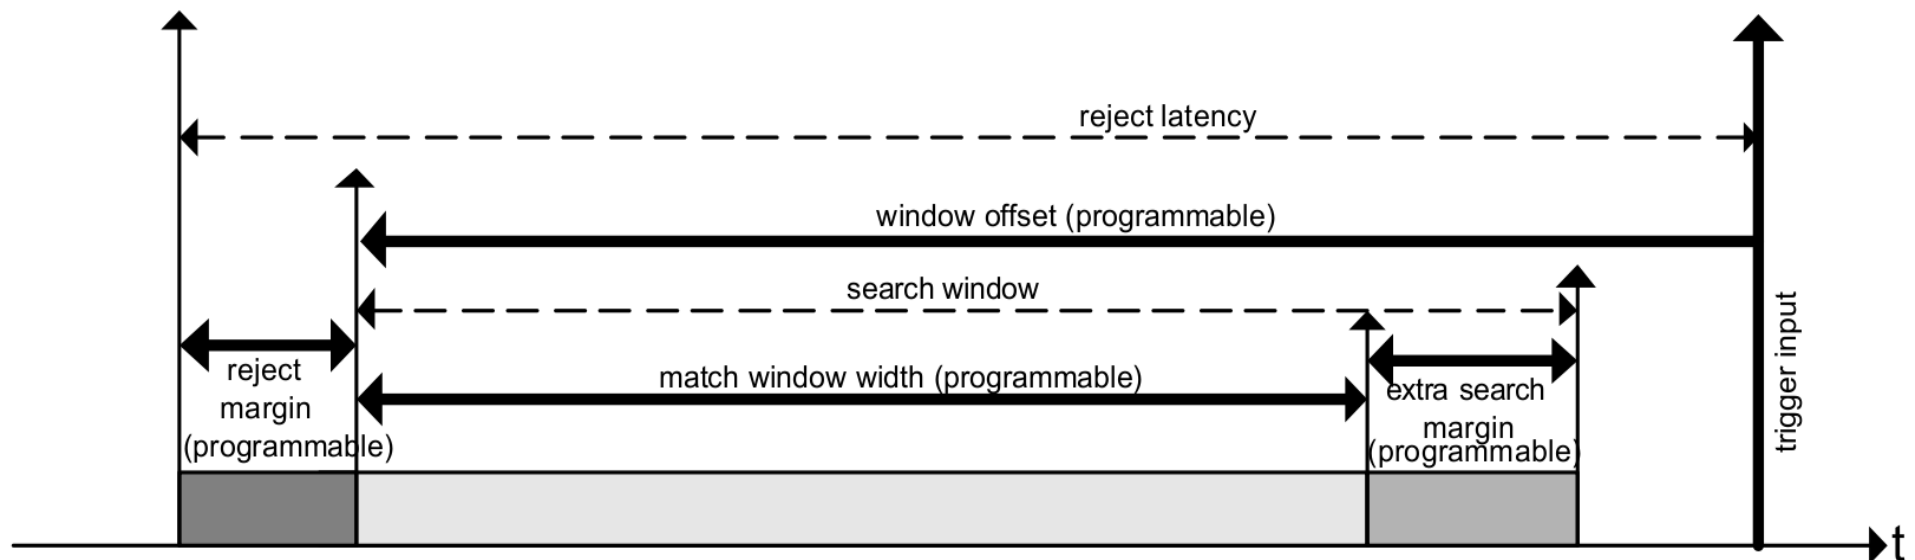 reject latency
window offset (programmable)
search window
reject
margin
(programmable)
match window width (programmable)
extra search
margin
(programmable)
trigger input
t